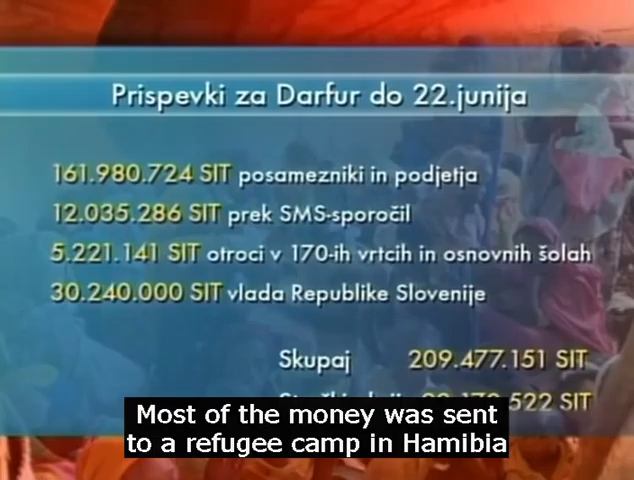 Prispevki za Darfur do 22.junija
161.980.724 SIT posamezniki in podjetja
12.035.286 SIT prek SMS-sporočil
5.221.141 SIT otroci v 170-ih vrtcih in osnovnih šolah
30.240.000 SIT vlada Republike Slovenije
Skupaj 209.477.151 SIT
522 SIT
Most of the money was sent
to a refugee camp in Hamibia